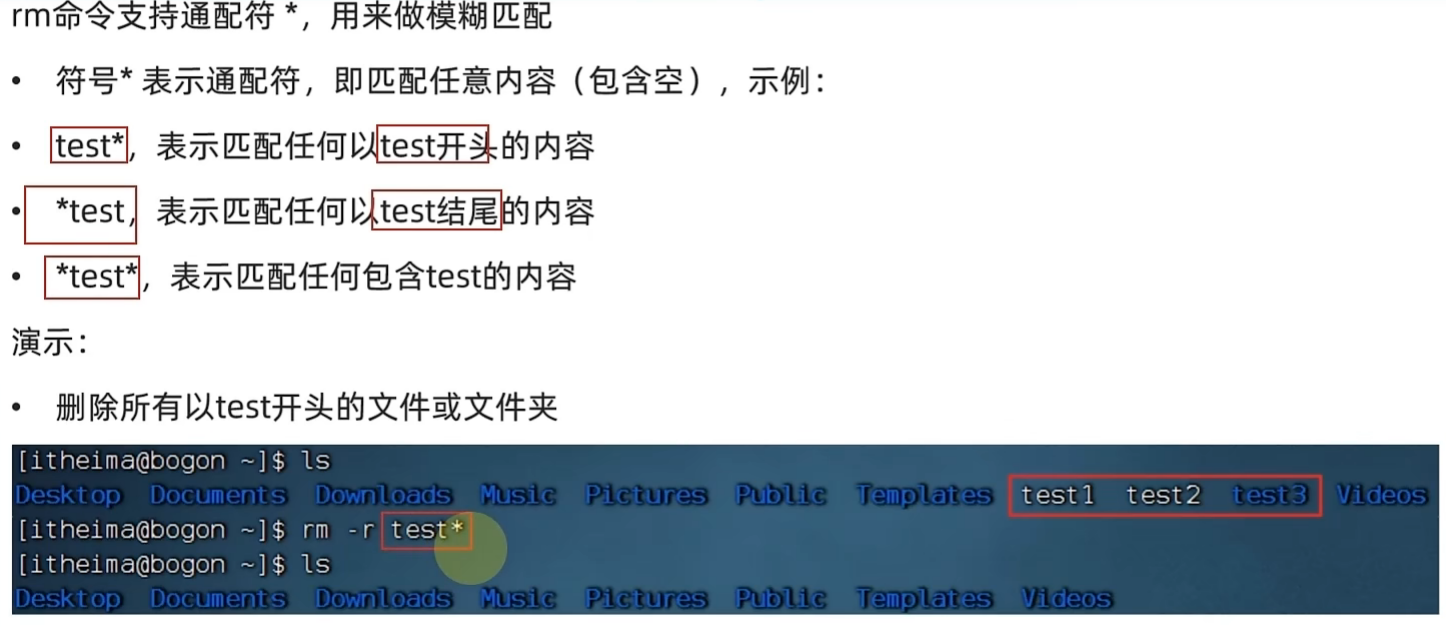 rm命令支持通配符 *，用来做模糊匹配
• 符号* 表示通配符，即匹配任意内容（包含空），示例：
• test*，表示匹配任何以test开头的内容
• *test，表示匹配任何以test结尾的内容
• *test*，表示匹配任何包含test的内容
演示：
• 删除所有以test开头的文件或文件夹
[itheima@bogon ~]$ ls
Desktop Documents Downloads Music Pictures Public Templates test1 test2 test3 Videos
[itheima@bogon ~]$ rm -r test*
[itheima@bogon ~]$ ls
Desktop Documents Downloads Music Pictures Public Templates Videos